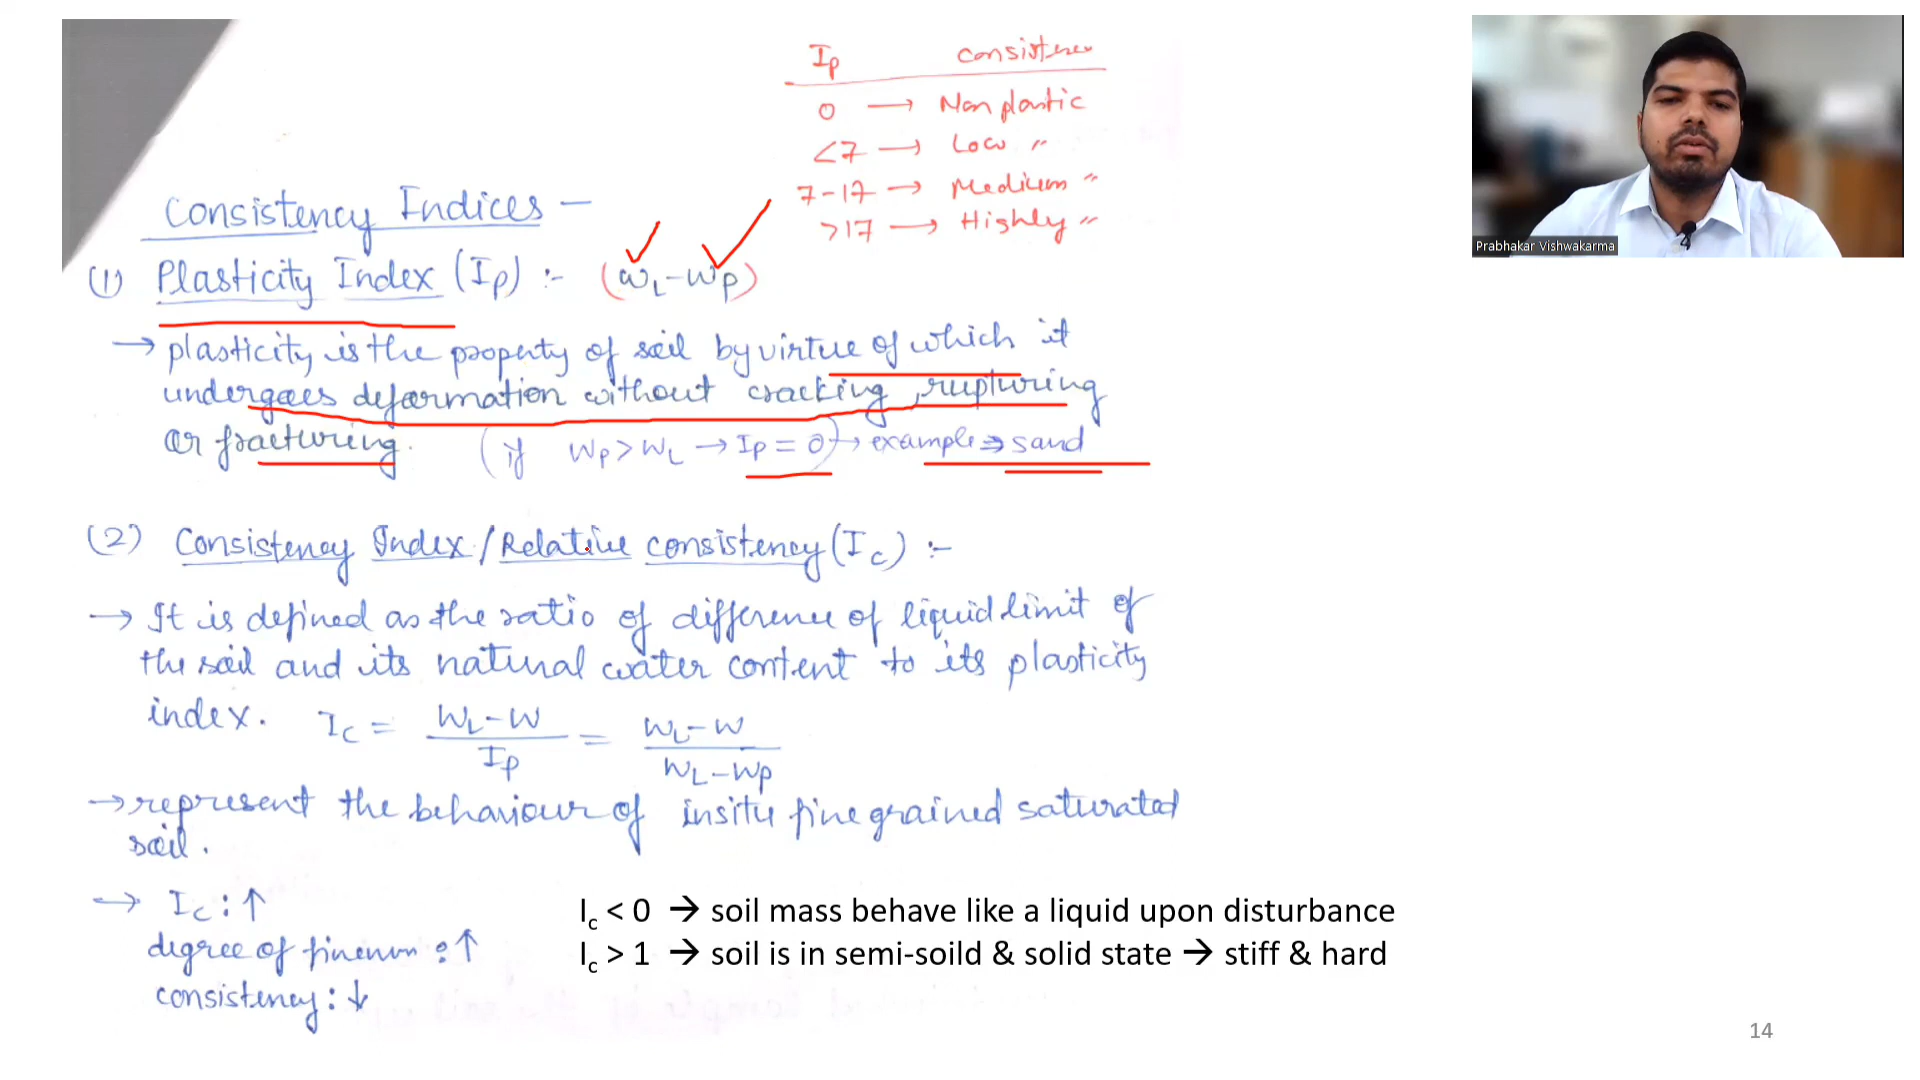 Ip consisten
0 → Non plastic
<7 → Low "
7-17 → Medium "
>17 → Highly "
Prabhakar Vishwakarma
Consistency Indices –
(1) Plasticity Index (Ip) :- (wL-wp)
→ plasticity is the property of soil by virtue of which it
undergoes deformation without cracking, rupturing
or fracturing. (if Wp > WL → Ip = 0) → example ⇒ sand
(2) Consistency Index / Relative consistency (Ic) :-
→ It is defined as the ratio of difference of liquid limit of
the soil and its natural water content to its plasticity
index. Ic = WL-W / Ip = WL-W / WL-Wp
→ represent the behaviour of insitu fine grained saturated
soil.
→ Ic : ↑
degree of finenes : ↑
consistency : ↓
Ic < 0 → soil mass behave like a liquid upon disturbance
Ic > 1 → soil is in semi-soild & solid state → stiff & hard
14